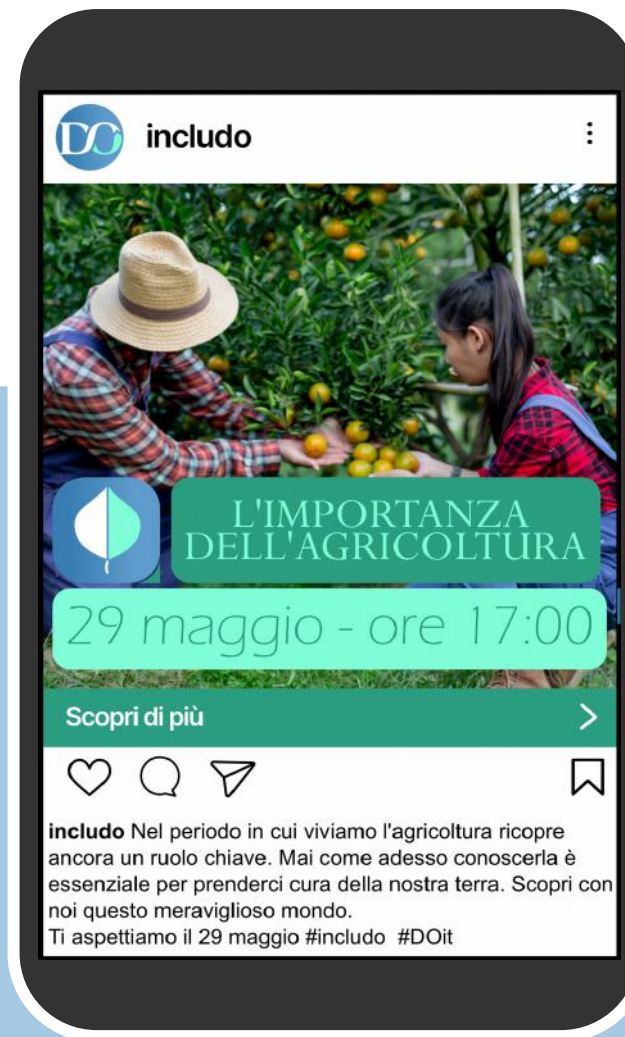 DO
includo
L'IMPORTANZA
DELL'AGRICOLTURA
29 maggio - ore 17:00
Scopri di più
includo Nel periodo in cui viviamo l'agricoltura ricopre
ancora un ruolo chiave. Mai come adesso conoscerla è
essenziale per prenderci cura della nostra terra. Scopri con
noi questo meraviglioso mondo.
Ti aspettiamo il 29 maggio #includo #DOit